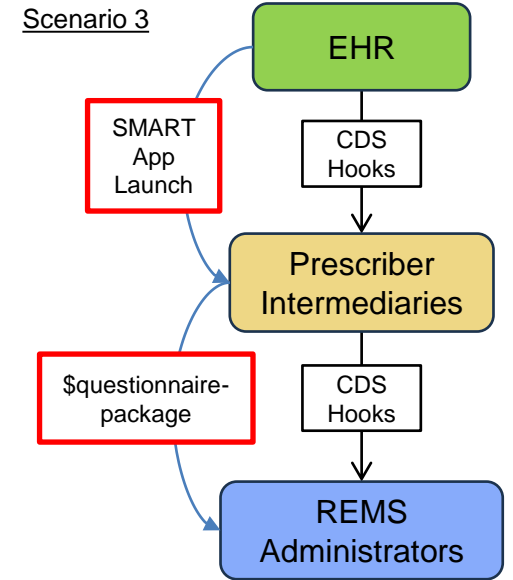 Scenario 3
EHR
SMART
App
Launch
CDS
Hooks
Prescriber
Intermediaries
$questionnaire-
package
CDS
Hooks
REMS
Administrators